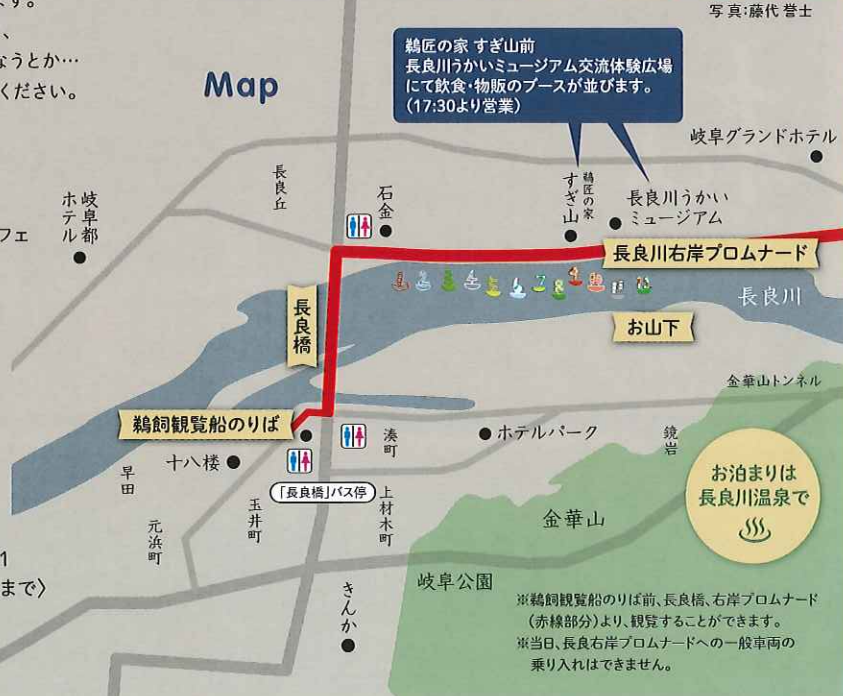 ます。
、
なうとか…
ください。
写真:藤代 誉士
Map
鵜匠の家 すぎ山前
長良川うかいミュージアム交流体験広場
にて飲食・物販のブースが並びます。
(17:30より営業)
岐阜グランドホテル
長良丘
石金
鵜匠の家
すぎ山
長良川うかい
ミュージアム
岐阜都
ホテル
フェ
長良川右岸プロムナード
長良川
長良橋
お山下
金華山トンネル
鵜飼観覧船のりば
湊町
ホテルパーク
鏡岩
十八楼
早田
「長良橋」バス停
玉井町
上材木町
元浜町
金華山
お泊まりは
長良川温泉で
1
まで〉
きんか
岐阜公園
※鵜飼観覧船のりば前、長良橋、右岸プロムナード
(赤線部分)より、観覧することができます。
※当日、長良右岸プロムナードへの一般車両の
乗り入れはできません。